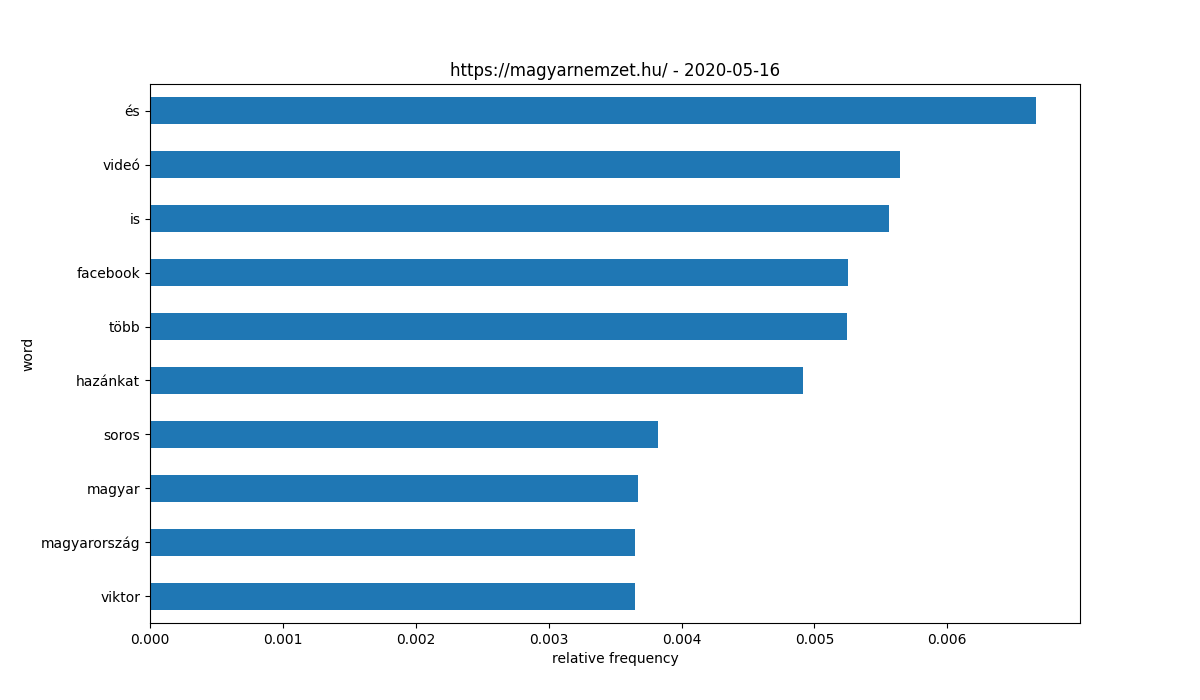 https://magyarnemzet.hu/ - 2020-05-16
és
videó
is
facebook
több
hazánkat
soros
magyar
magyarország
viktor
word
0.000 0.001 0.002 0.003 0.004 0.005 0.006
relative frequency